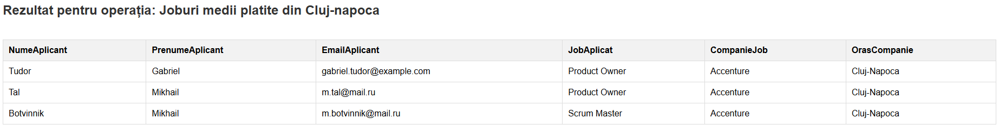 Rezultat pentru operația: Joburi medii platite din Cluj-napoca
NumeAplicant PrenumeAplicant EmailAplicant JobAplicat CompanieJob OrasCompanie
Tudor Gabriel gabriel.tudor@example.com Product Owner Accenture Cluj-Napoca
Tal Mikhail m.tal@mail.ru Product Owner Accenture Cluj-Napoca
Botvinnik Mikhail m.botvinnik@mail.ru Scrum Master Accenture Cluj-Napoca